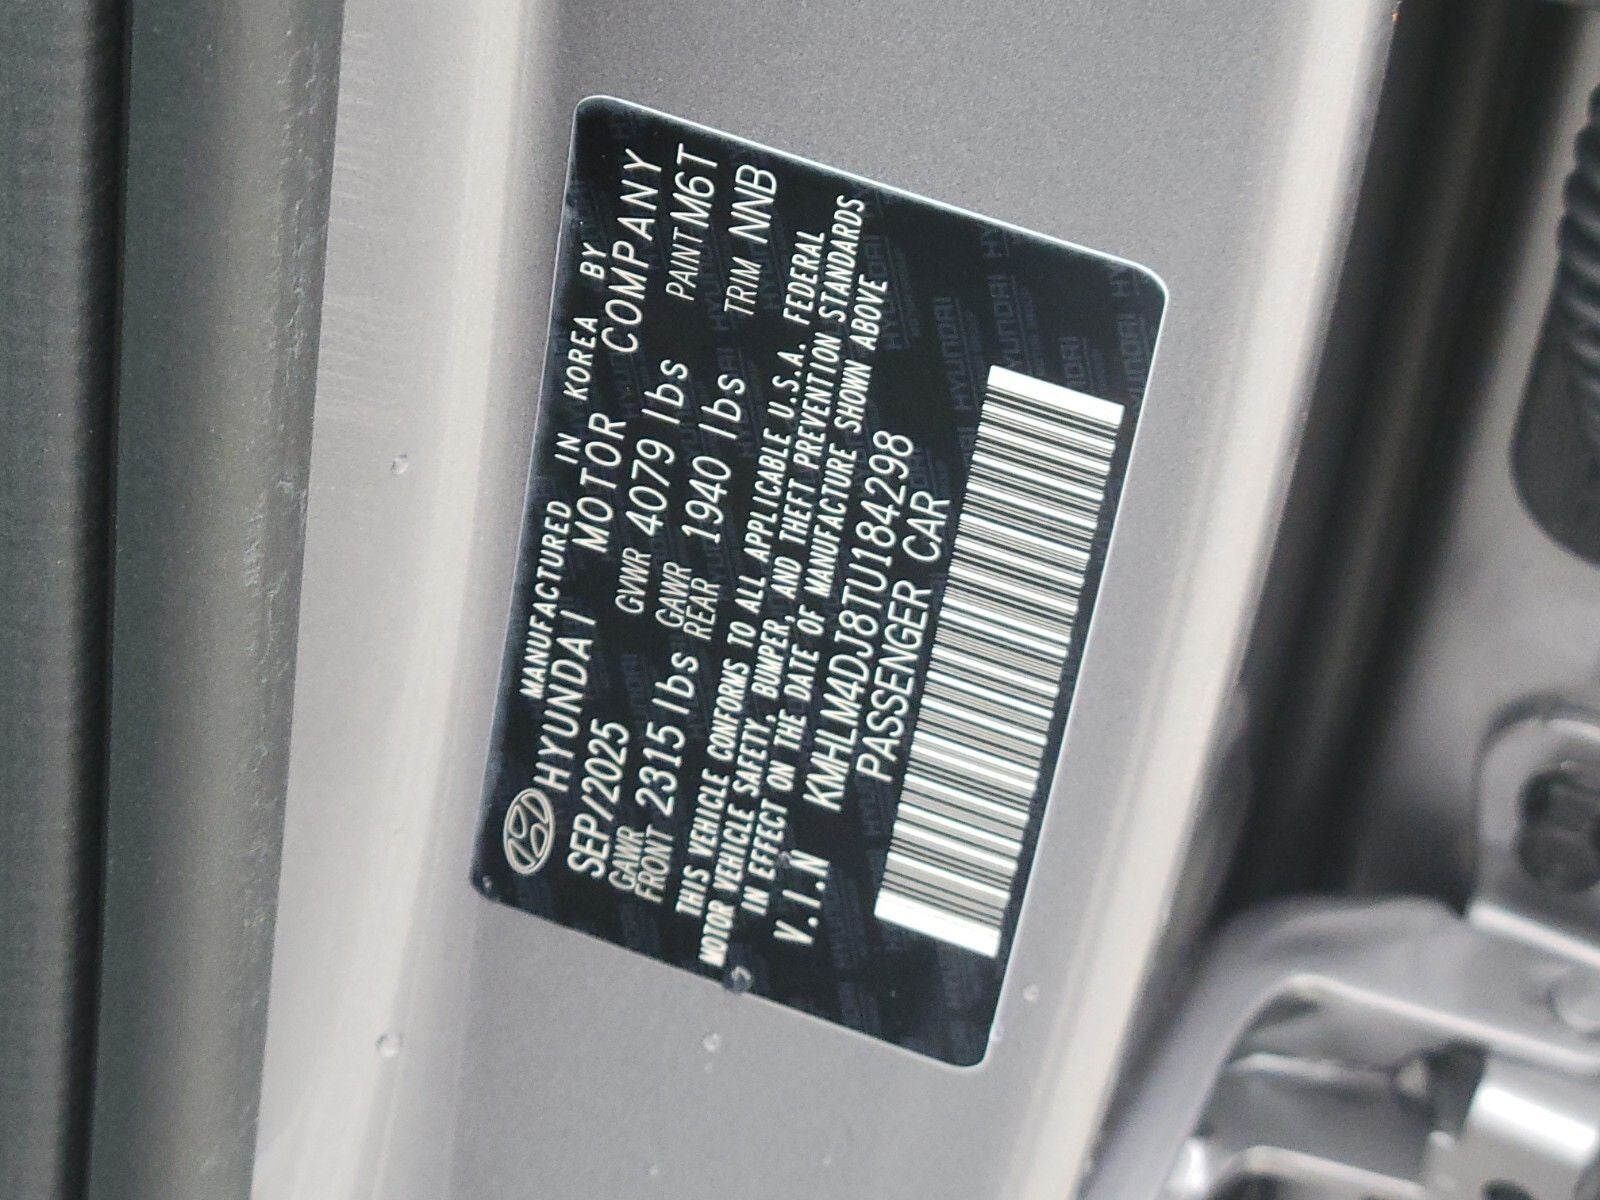 MANUFACTURED IN KOREA BY
HYUNDAI MOTOR COMPANY
SEP/2025 GVWR 4079 lbs PAINT M6T
GAWR FRONT 2315 lbs GAWR REAR 1940 lbs TRIM NNB
THIS VEHICLE CONFORMS TO ALL APPLICABLE U.S.A. FEDERAL
MOTOR VEHICLE SAFETY, BUMPER, AND THEFT PREVENTION STANDARDS
IN EFFECT ON THE DATE OF MANUFACTURE SHOWN ABOVE
V.I.N KMHLM4DJ8TU184298
PASSENGER CAR